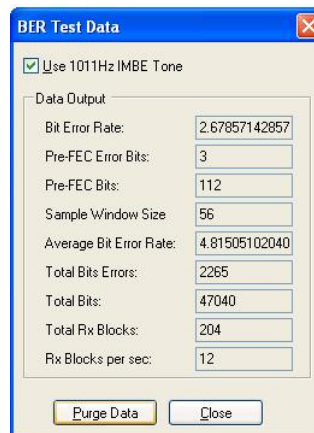 BER Test Data
Use 1011Hz IMBE Tone
Data Output
Bit Error Rate: 2.67857142857
Pre-FEC Error Bits: 3
Pre-FEC Bits: 112
Sample Window Size 56
Average Bit Error Rate: 4.81505102040
Total Bits Errors: 2265
Total Bits: 47040
Total Rx Blocks: 204
Rx Blocks per sec: 12
Purge Data Close